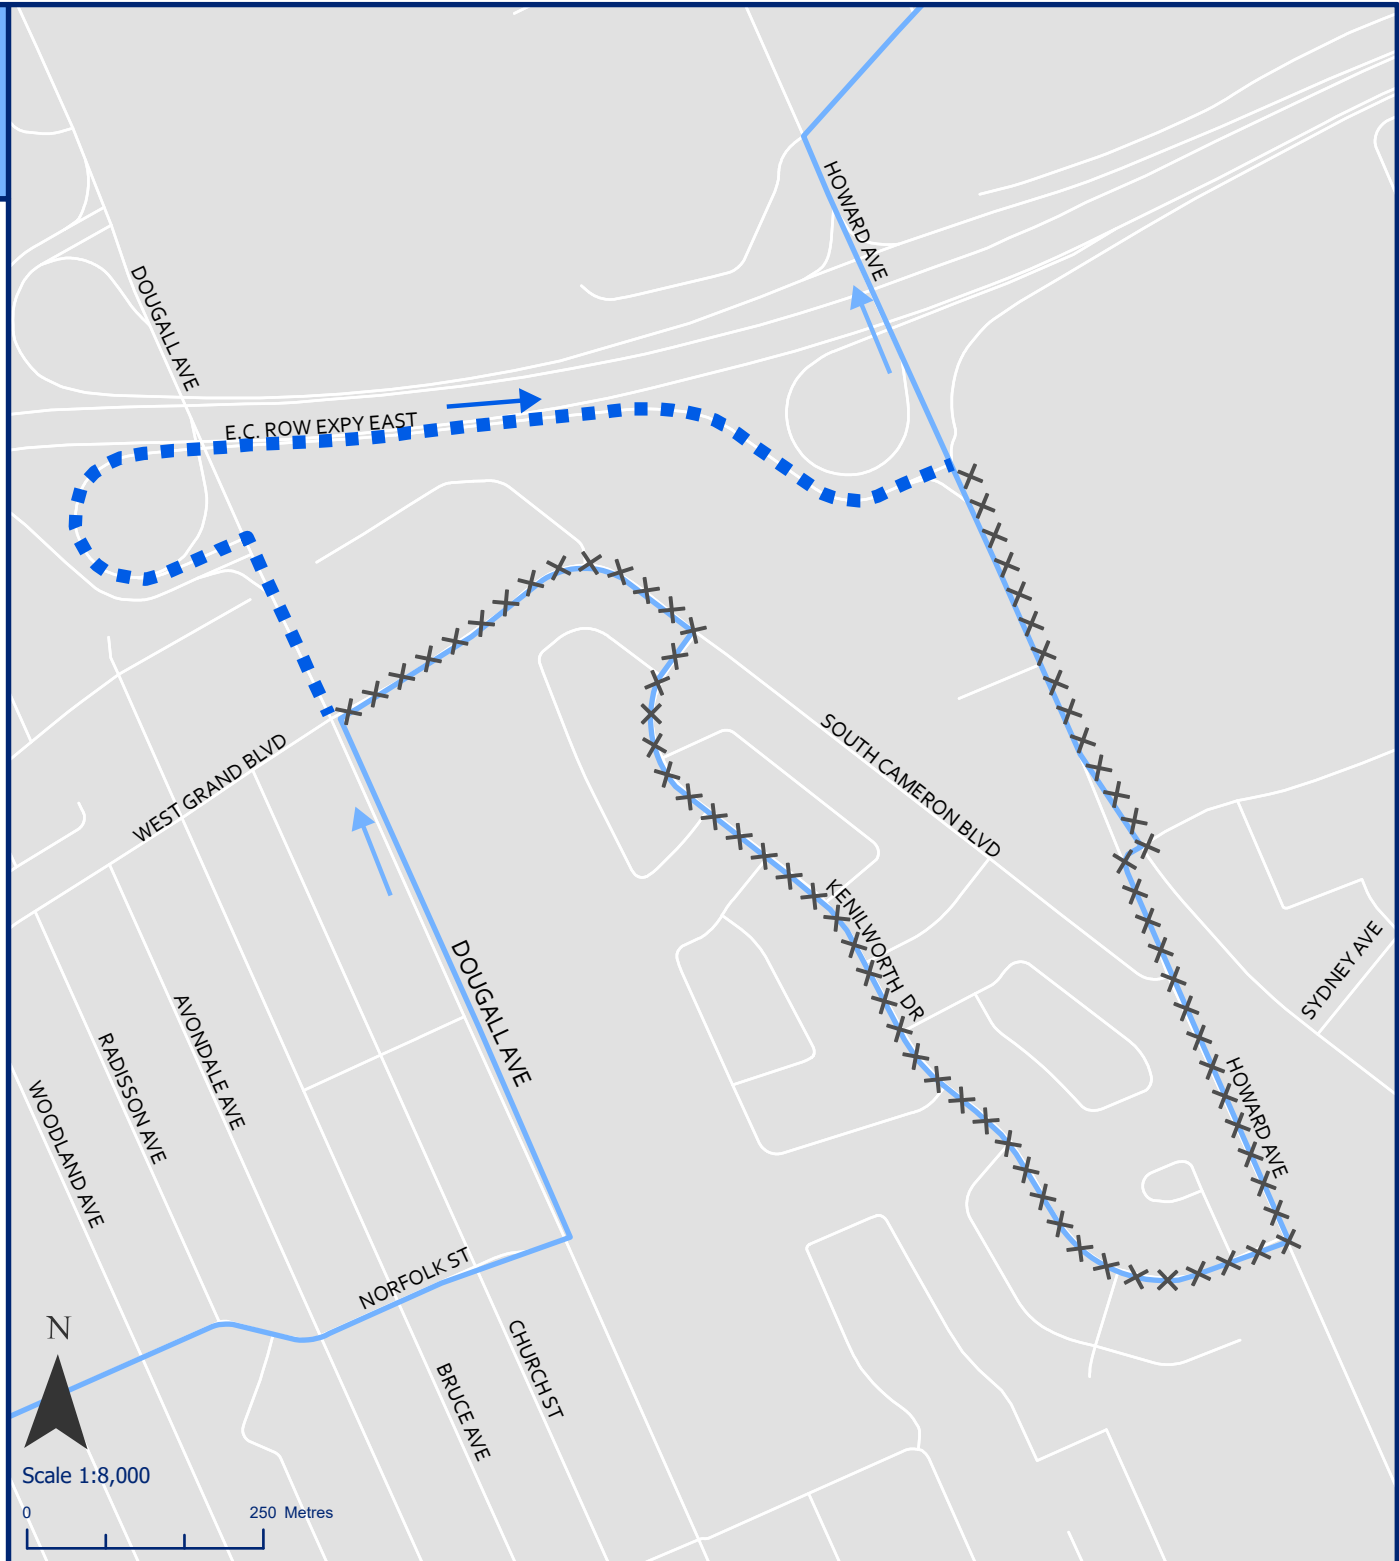 HOWARD AVE
DOUGALL AVE
E.C. ROW EXPY EAST
WEST GRAND BLVD
SOUTH CAMERON BLVD
KENILWORTH DR
DOUGALL AVE
SYDNEY AVE
AVONDALE AVE
RADISSON AVE
WOODLAND AVE
HOWARD AVE
NORFOLK ST
CHURCH ST
BRUCE AVE
N
Scale 1:8,000
0 250 Metres